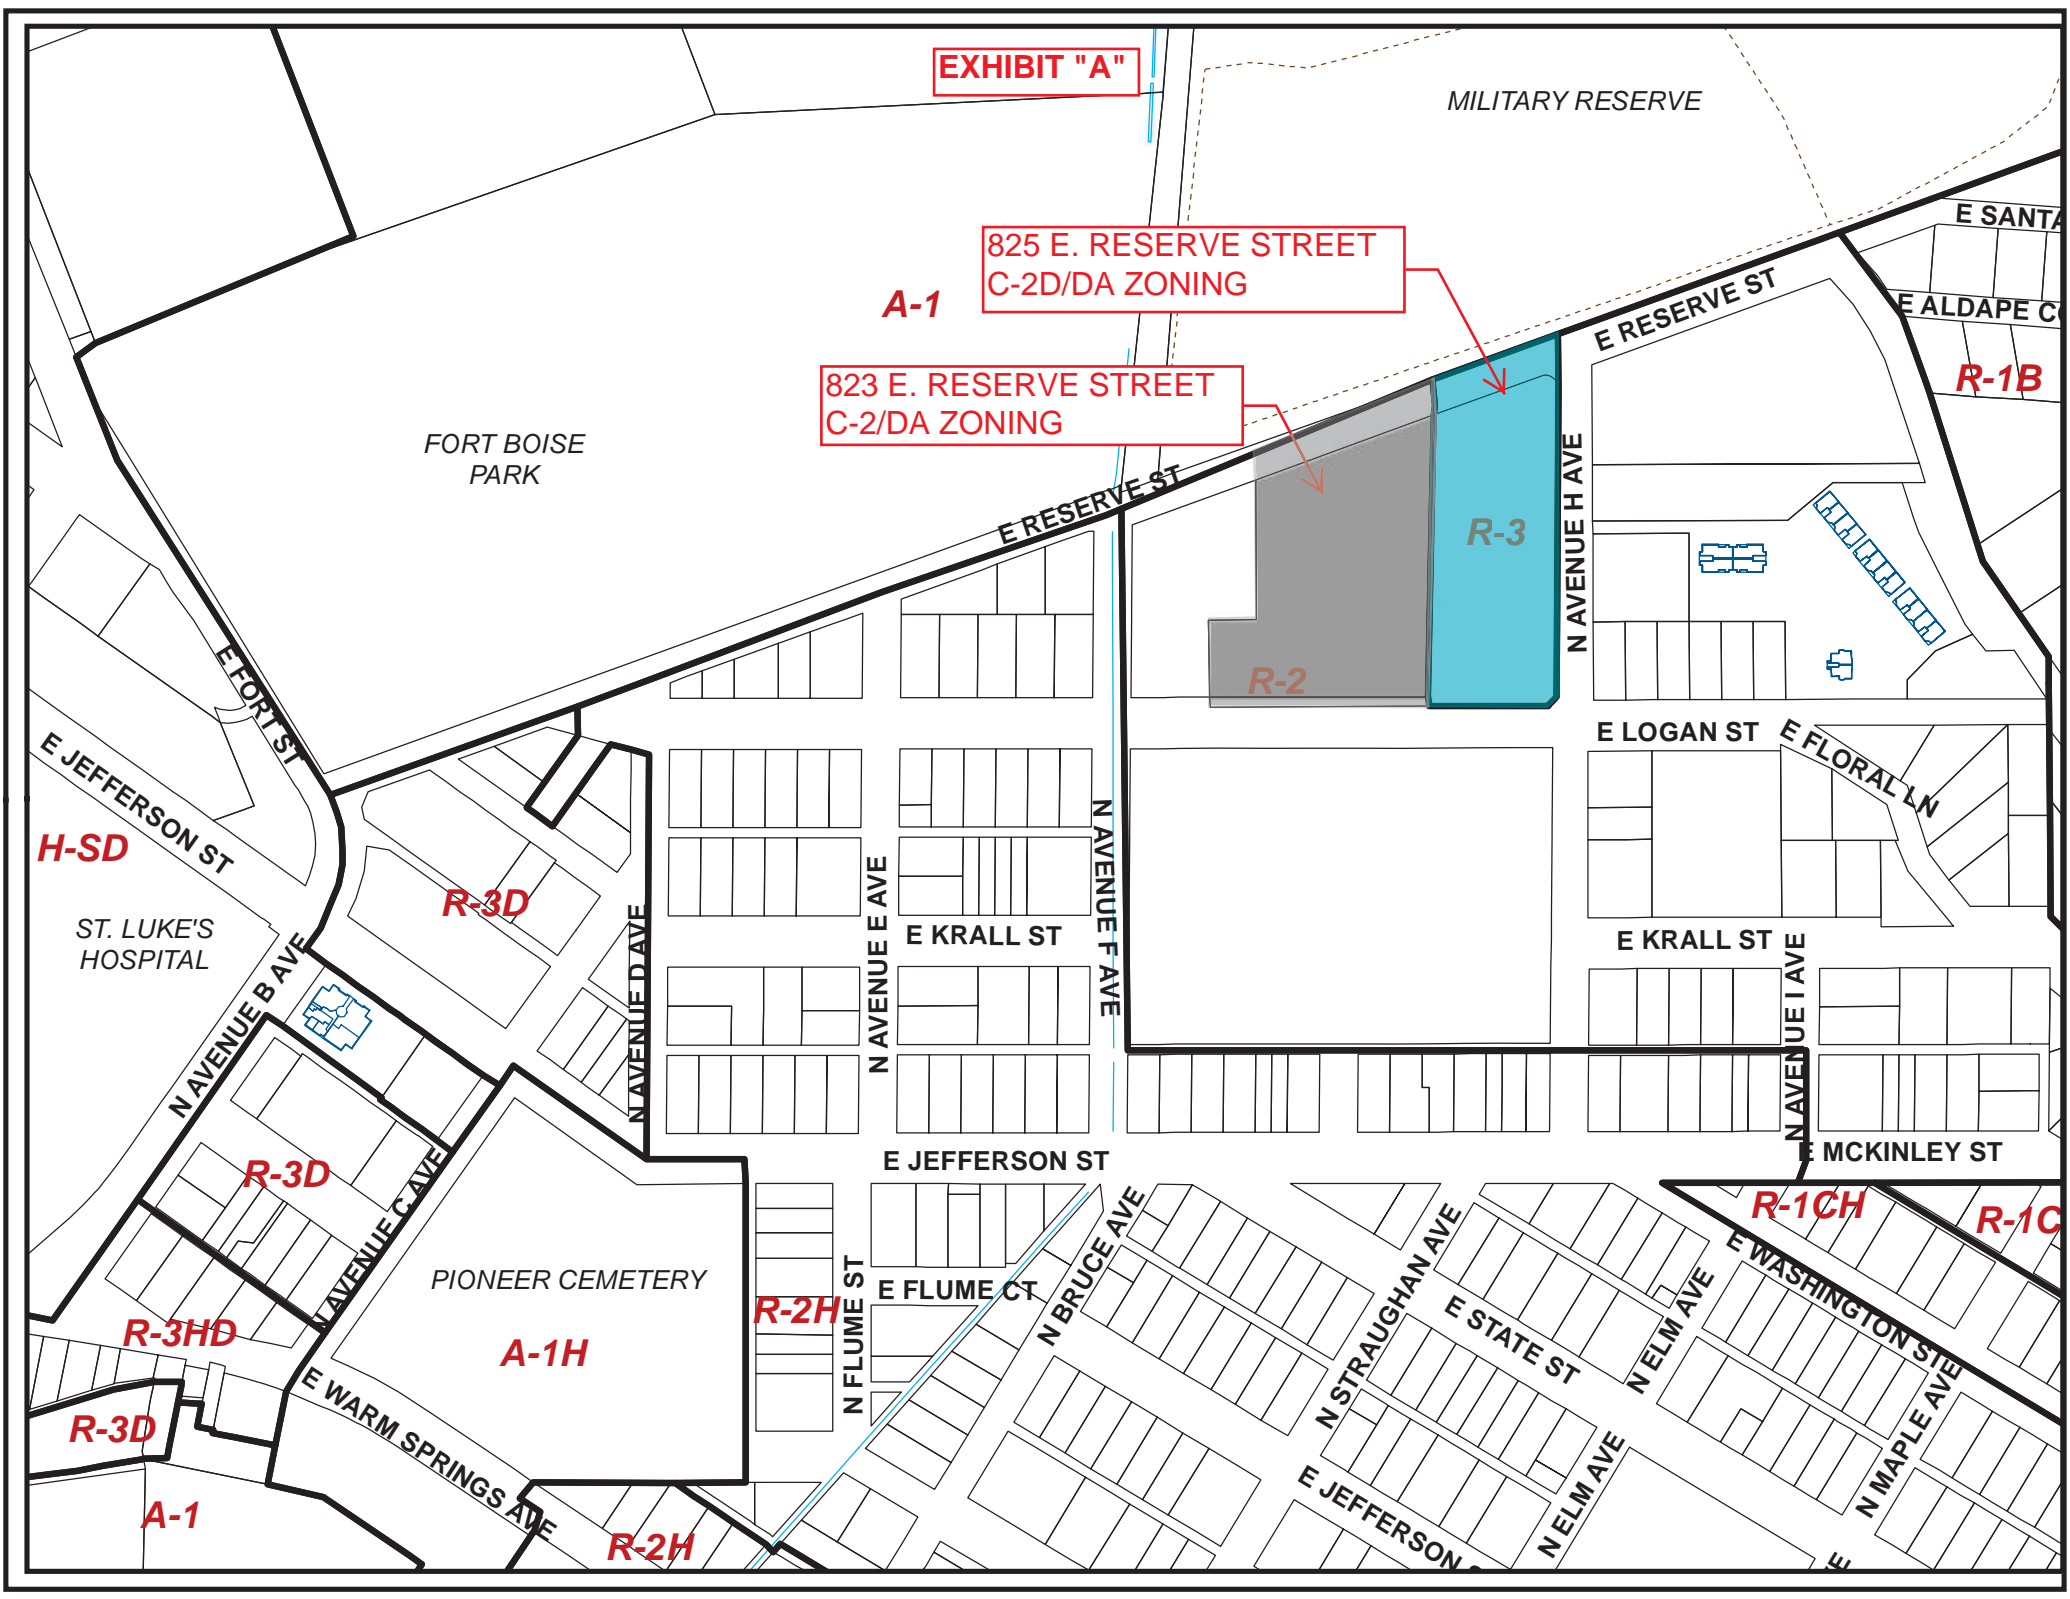 EXHIBIT "A"
MILITARY RESERVE
E SANTA
825 E. RESERVE STREET
C-2D/DA ZONING
A-1
E RESERVE ST
E ALDAPE
R-1B
823 E. RESERVE STREET
C-2/DA ZONING
FORT BOISE
PARK
E RESERVE ST
R-3
N AVENUE H AVE
R-2
E FORT ST
E LOGAN ST
E FLORAL LN
E JEFFERSON ST
H-SD
R-3D
ST. LUKE'S
HOSPITAL
N AVENUE B AVE
N AVENUE D AVE
N AVENUE E AVE
E KRALL ST
N AVENUE F AVE
E KRALL ST
N AVENUE I AVE
E JEFFERSON ST
E MCKINLEY ST
R-3D
N AVENUE C AVE
R-1CH
R-1C
PIONEER CEMETERY
A-1H
R-2H
N FLUME ST
E FLUME CT
N BRUCE AVE
N STRAUGHAN AVE
E STATE ST
N ELM AVE
E WASHINGTON ST
N MAPLE AVE
R-3HD
R-3D
E WARM SPRINGS AVE
A-1
R-2H
E JEFFERSON
N ELM AVE